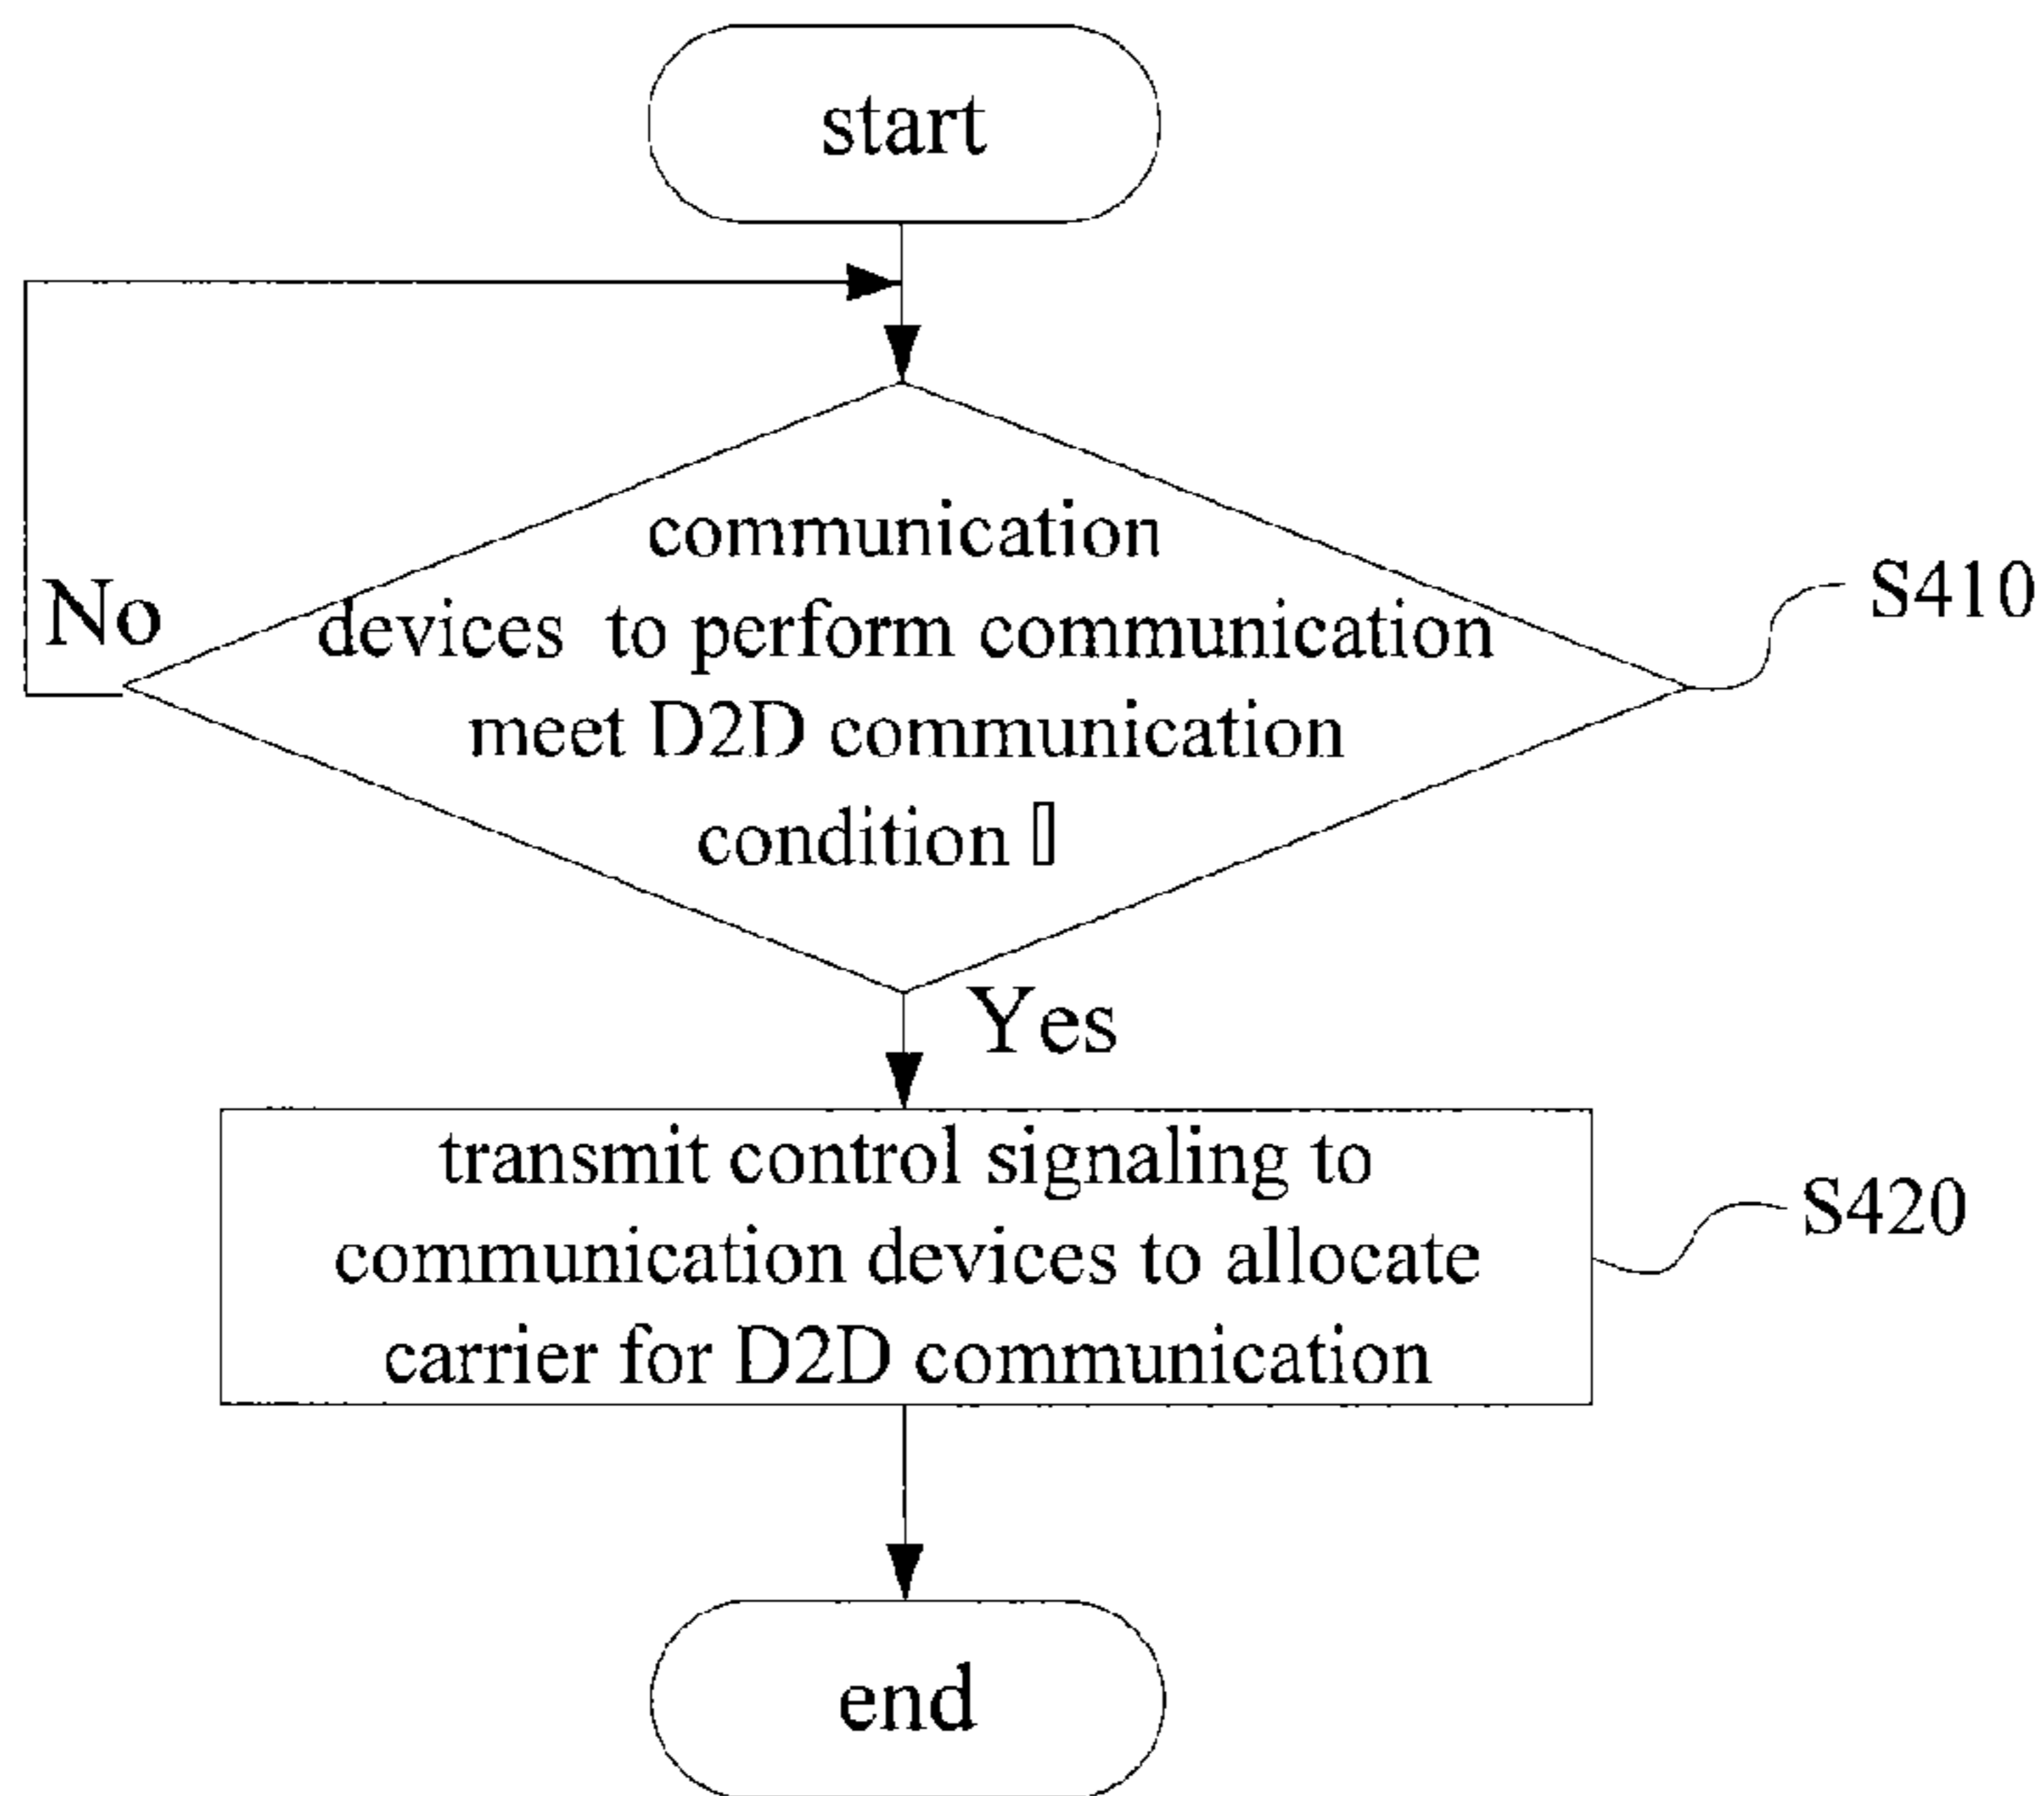 start
communication
No
devices to perform communication
S410
meet D2D communication
condition ▯
Yes
transmit control signaling to
S420
communication devices to allocate
carrier for D2D communication
end